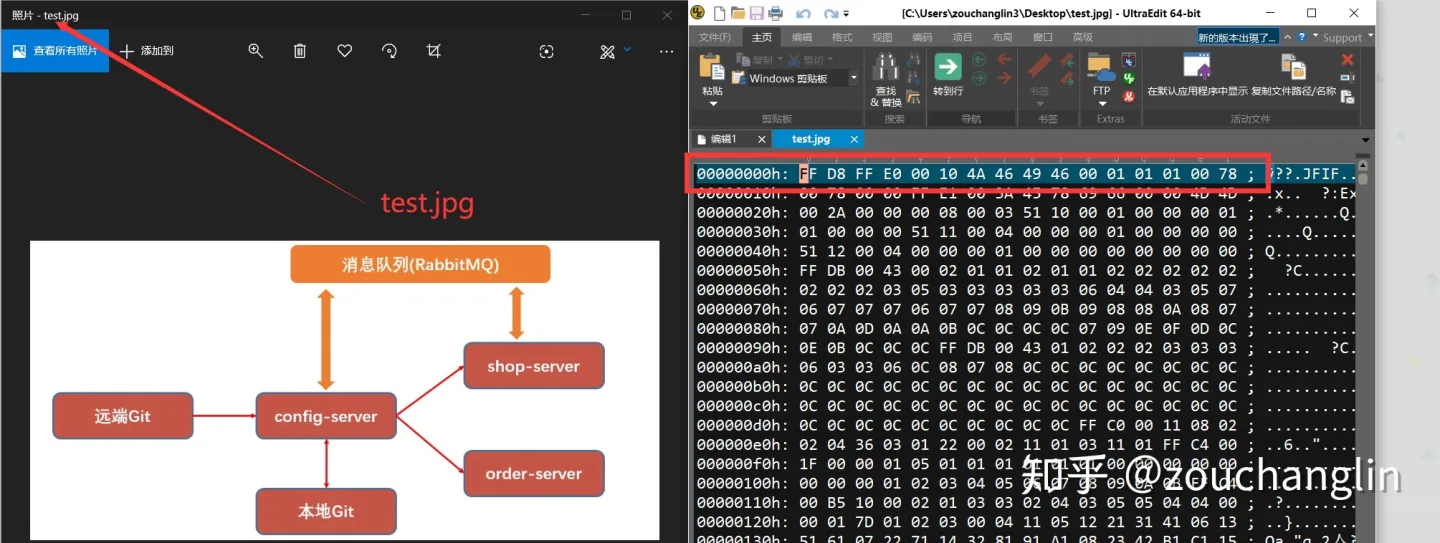 照片 - test.jpg
查看所有照片
添加到
test.jpg
消息队列(RabbitMQ)
shop-server
远端Git
config-server
order-server
本地Git
[C:\Users\zouchanglin3\Desktop\test.jpg] - UltraEdit 64-bit
文件(F) 主页 编辑 格式 视图 编码 项目 布局 窗口 高级
新的版本出現了... Support
粘贴
复制 剪切
Windows 剪贴板
查找
& 替换
转到行
书签
FTP
在默认应用程序中显示 复制文件路径/名称
剪贴板 搜索 导航 书签 Extras 活动文件
编辑1 test.jpg
00000000h: FF D8 FF E0 00 10 4A 46 49 46 00 01 01 01 00 78 ; ?.JFIF..
00000010h: 00 78 00 00 FF E1 00 5A 45 78 69 66 00 00 4D 4D
00000020h: 00 2A 00 00 00 08 00 03 51 10 00 01 00 00 00 01 ; .*......Q.
00000030h: 01 00 00 00 51 11 00 04 00 00 00 01 00 00 00 00 ; ....Q.....
00000040h: 51 12 00 04 00 00 00 01 00 00 00 00 00 00 00 00 ; Q.........
00000050h: FF DB 00 43 00 02 01 01 02 01 01 02 02 02 02 02 ; ?C.......
00000060h: 02 02 02 03 05 03 03 03 03 03 06 04 04 03 05 07 ; ..........
00000070h: 06 07 07 07 06 07 07 08 09 0B 09 08 08 0A 08 07 ; ..........
00000080h: 07 0A 0D 0A 0A 0B 0C 0C 0C 0C 07 09 0E 0F 0D 0C ; ..........
00000090h: 0E 0B 0C 0C 0C FF DB 00 43 01 02 02 02 03 03 03 ; ?C.
000000a0h: 06 03 03 06 0C 08 07 08 0C 0C 0C 0C 0C 0C 0C 0C ; ..........
000000b0h: 0C 0C 0C 0C 0C 0C 0C 0C 0C 0C 0C 0C 0C 0C 0C 0C ; ..........
000000c0h: 0C 0C 0C 0C 0C 0C 0C 0C 0C 0C 0C 0C 0C 0C 0C 0C ; ..........
000000d0h: 0C 0C 0C 0C 0C 0C 0C 0C 0C 0C FF C0 00 11 08 02 ; ..........
000000e0h: 02 04 36 03 01 22 00 02 11 01 03 11 01 FF C4 00 ; ..6.."....
000000f0h: 1F 00 00 01 05 01 01 01
00000100h: 00 00 00 01 02 03 04 05
00000110h: 00 B5 10 00 02 01 03 03 02 04 03 05 05 04 04 00 ; .?........
00000120h: 00 01 7D 01 02 03 00 04 11 05 12 21 31 41 06 13 ; ..}.......
00000130h: 51 61 07 22 71 14 32 81 91 A1 08 23 42 B1 C1 15
知乎 @zouchanglin